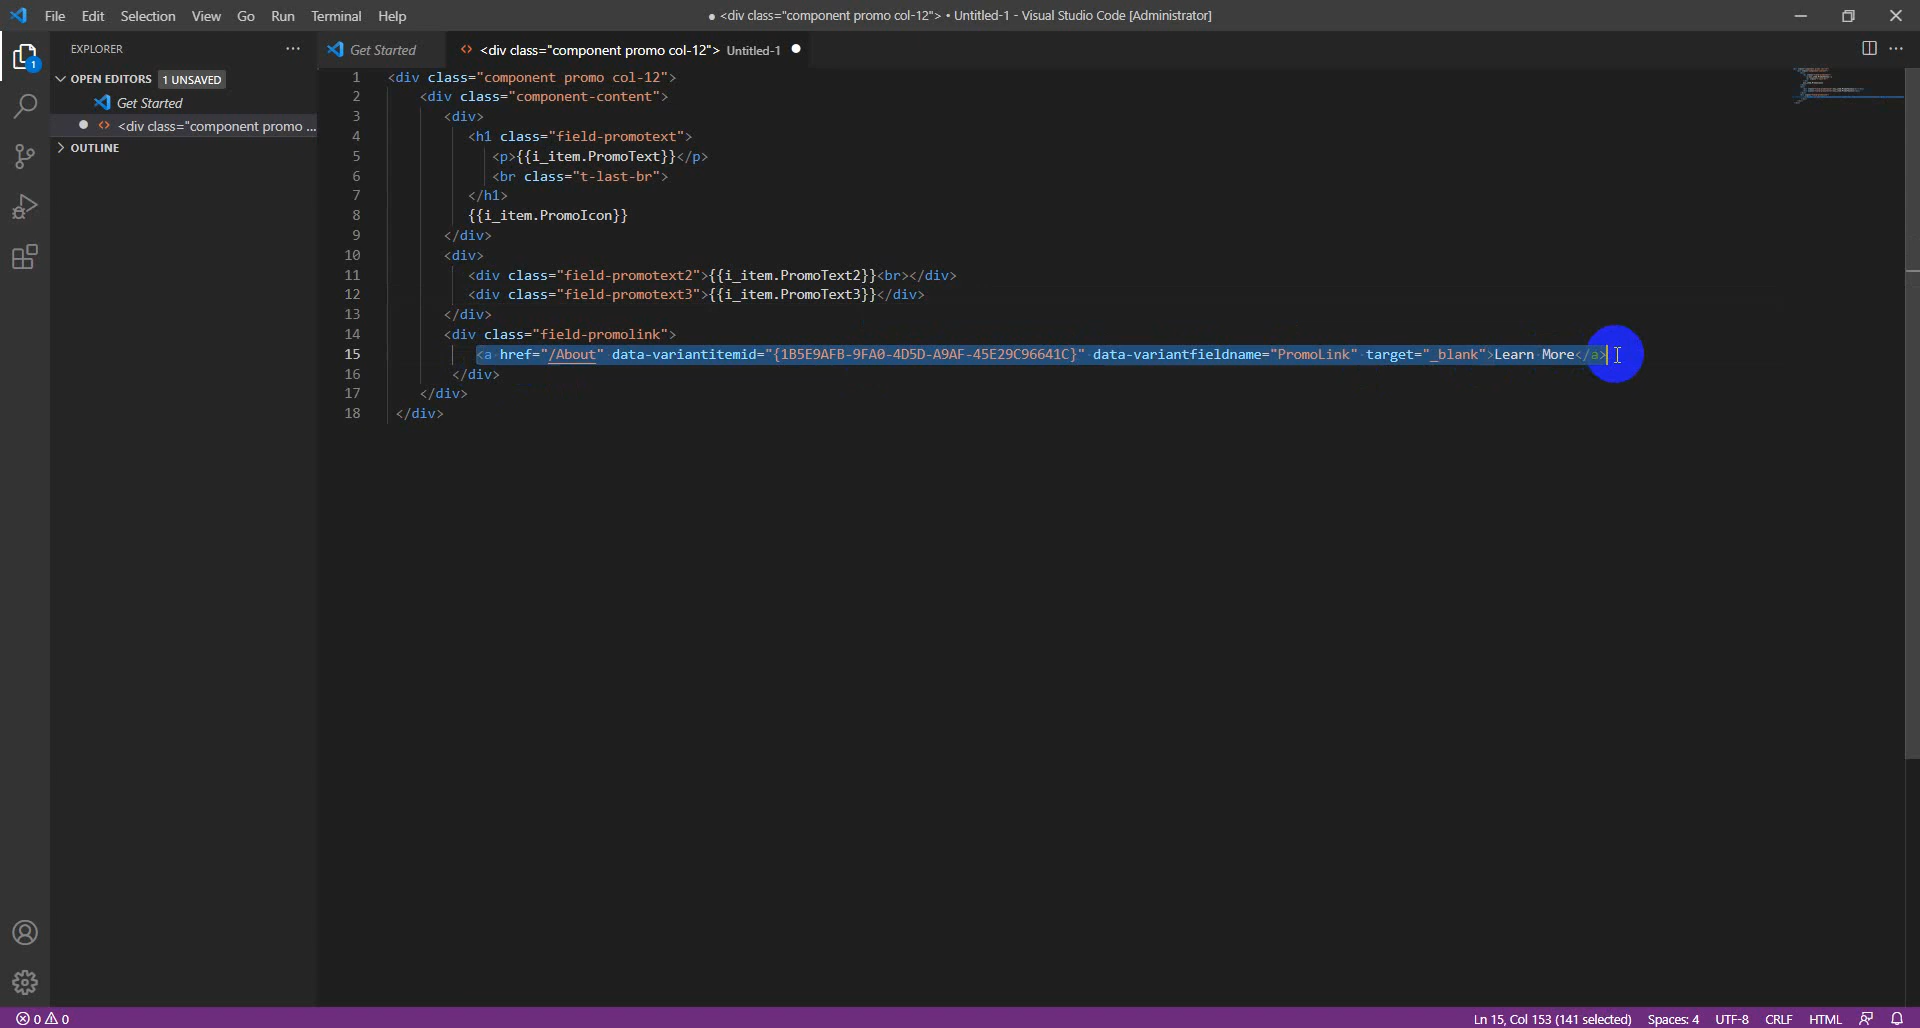 File Edit Selection View Go Run Terminal Help
● <div class="component promo col-12"> • Untitled-1 - Visual Studio Code [Administrator]
EXPLORER
Get Started
<div class="component promo col-12"> Untitled-1
OPEN EDITORS 1 UNSAVED
Get Started
<div class="component promo ...
OUTLINE
1
1 <div class="component promo col-12">
2 <div class="component-content">
3 <div>
4 <h1 class="field-promotext">
5 <p>{{i_item.PromoText}}</p>
6 <br class="t-last-br">
7 </h1>
8 {{i_item.PromoIcon}}
9 </div>
10 <div>
11 <div class="field-promotext2">{{i_item.PromoText2}}<br></div>
12 <div class="field-promotext3">{{i_item.PromoText3}}</div>
13 </div>
14 <div class="field-promolink">
15 <a href="/About" data-variantitemid="{1B5E9AFB-9FA0-4D5D-A9AF-45E29C96641C}" data-variantfieldname="PromoLink" target="_blank">Learn More</a>
16 </div>
17 </div>
18 </div>
0 0
Ln 15, Col 153 (141 selected) Spaces: 4 UTF-8 CRLF HTML